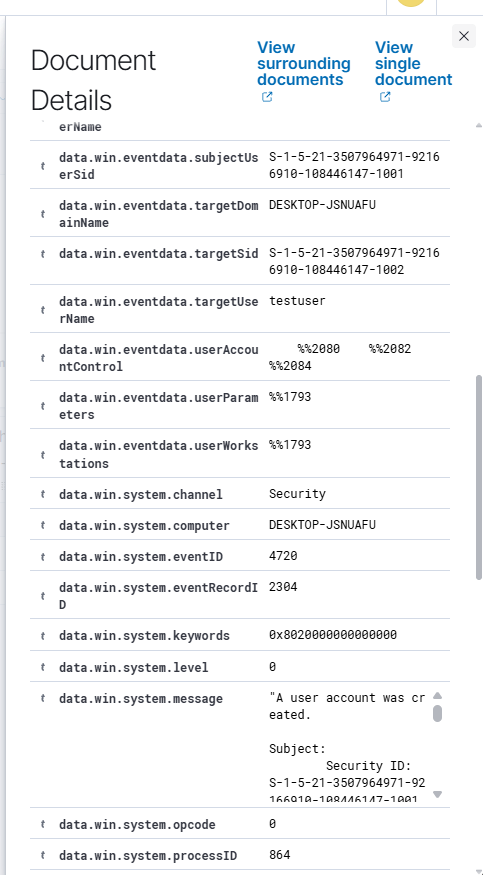 Document
Details
View
surrounding
documents
View
single
document
erName
t data.win.eventdata.subjectUs
erSid
S-1-5-21-3507964971-9216
6910-108446147-1001
t data.win.eventdata.targetDom
ainName
DESKTOP-JSNUAFU
t data.win.eventdata.targetSid
S-1-5-21-3507964971-9216
6910-108446147-1002
t data.win.eventdata.targetUse
rName
testuser
t data.win.eventdata.userAccou
ntControl
%%2080 %%2082
%%2084
t data.win.eventdata.userParam
eters
%%1793
t data.win.eventdata.userWorks
tations
%%1793
t data.win.system.channel
Security
t data.win.system.computer
DESKTOP-JSNUAFU
t data.win.system.eventID
4720
t data.win.system.eventRecordI
D
2304
t data.win.system.keywords
0x8020000000000000
t data.win.system.level
0
t data.win.system.message
"A user account was cr
eated.
Subject:
Security ID:
S-1-5-21-3507964971-92
166910-108446147-1001
t data.win.system.opcode
0
t data.win.system.processID
864